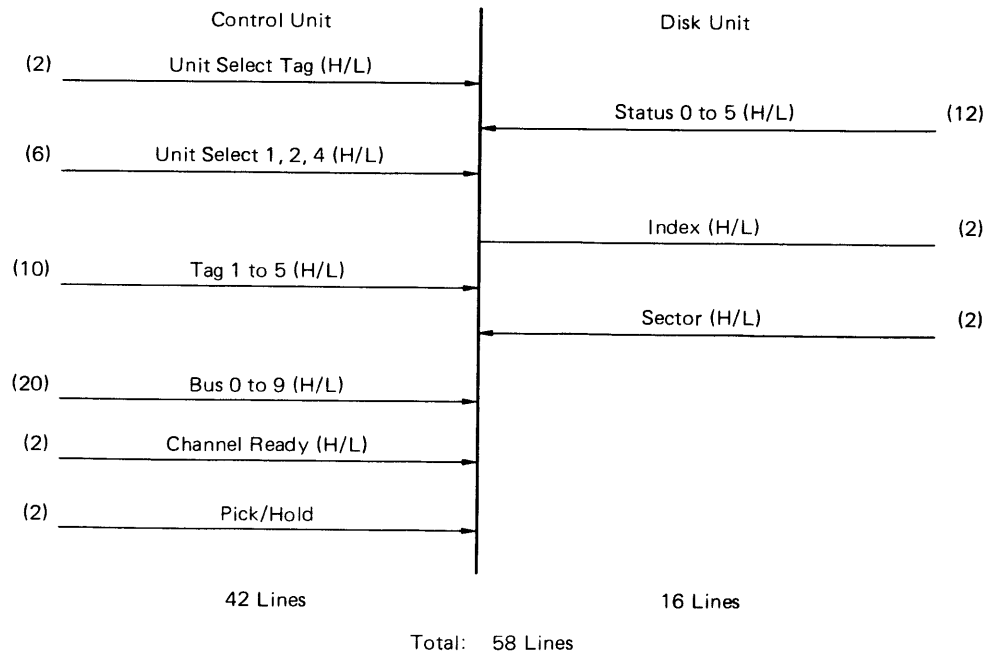 Control Unit
Disk Unit
(2) Unit Select Tag (H/L)
Status 0 to 5 (H/L) (12)
(6) Unit Select 1, 2, 4 (H/L)
Index (H/L) (2)
(10) Tag 1 to 5 (H/L)
Sector (H/L) (2)
(20) Bus 0 to 9 (H/L)
(2) Channel Ready (H/L)
(2) Pick/Hold
42 Lines
16 Lines
Total: 58 Lines